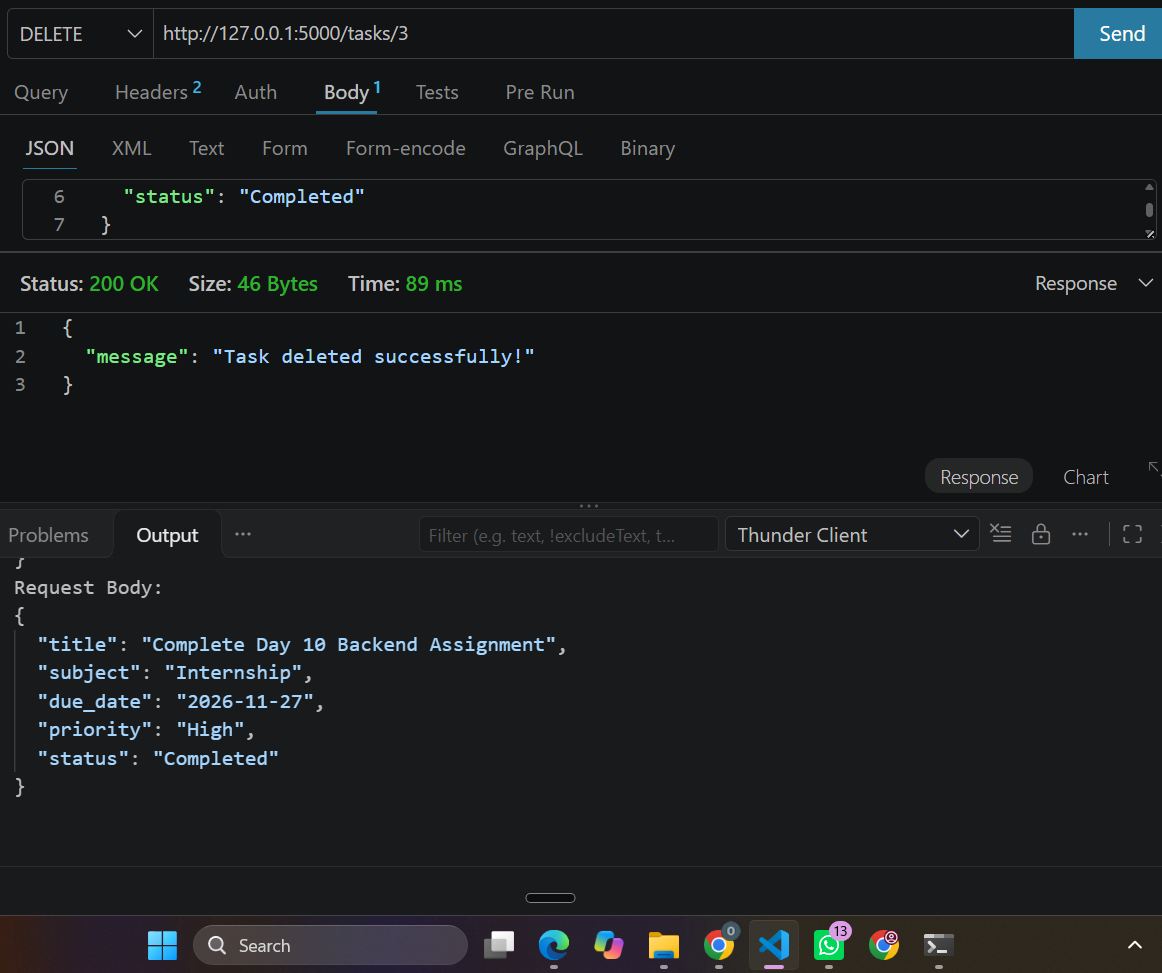 DELETE http://127.0.0.1:5000/tasks/3 Send
Query Headers 2 Auth Body 1 Tests Pre Run
JSON XML Text Form Form-encode GraphQL Binary
6 "status": "Completed"
7 }
Status: 200 OK Size: 46 Bytes Time: 89 ms Response
1 {
2 "message": "Task deleted successfully!"
3 }
Response Chart
Problems Output ··· Filter (e.g. text, !excludeText, t... Thunder Client ···
}
Request Body:
{
"title": "Complete Day 10 Backend Assignment",
"subject": "Internship",
"due_date": "2026-11-27",
"priority": "High",
"status": "Completed"
}
Search 0 13